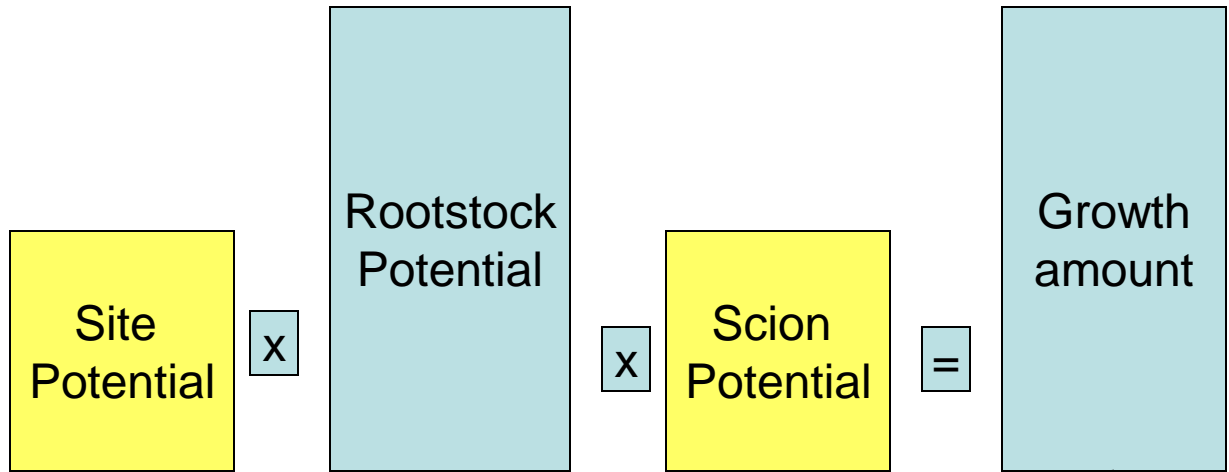 Site
Potential
x
Rootstock
Potential
x
Scion
Potential
=
Growth
amount